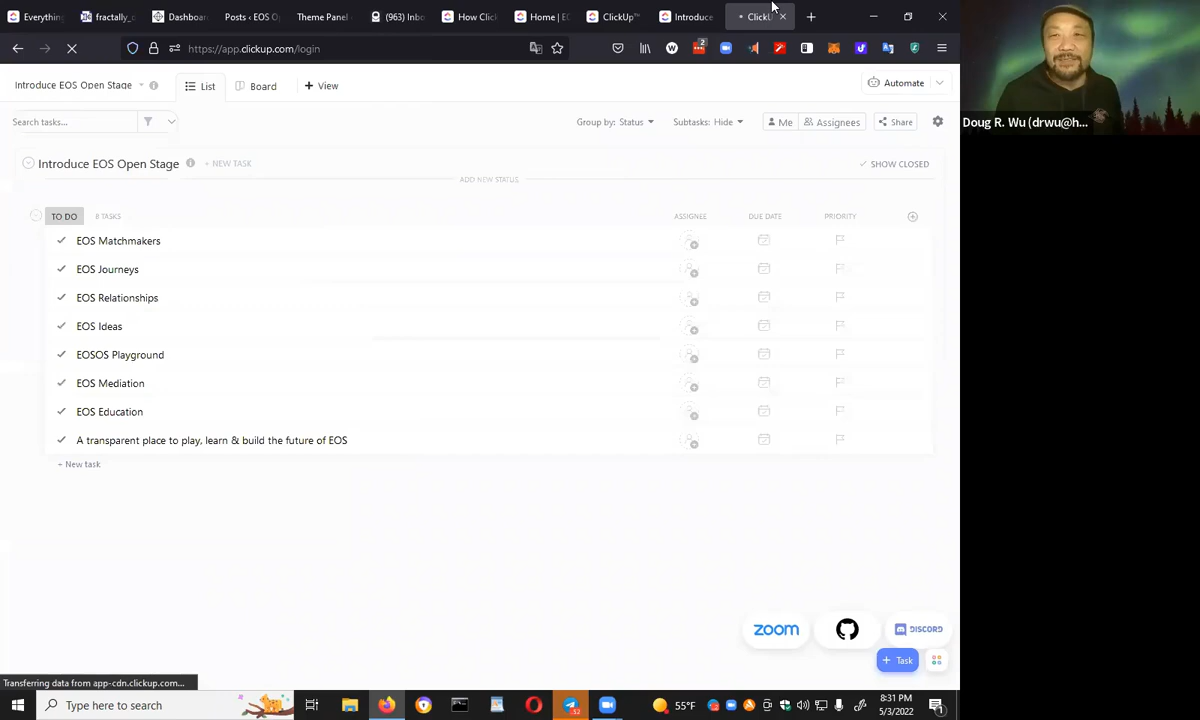 Everything
fractally_
Dashboar
Posts ‹ EOS O
Theme Panel
(963) Inbo
How Click
Home | EO
ClickUp™
Introduce
ClickU
https://app.clickup.com/login
2
Introduce EOS Open Stage
List
Board
+ View
Automate
Search tasks...
Group by: Status
Subtasks: Hide
Me
Assignees
Share
Introduce EOS Open Stage
+ NEW TASK
SHOW CLOSED
ADD NEW STATUS
TO DO
8 TASKS
ASSIGNEE
DUE DATE
PRIORITY
EOS Matchmakers
EOS Journeys
EOS Relationships
EOS Ideas
EOSOS Playground
EOS Mediation
EOS Education
A transparent place to play, learn & build the future of EOS
+ New task
zoom
DISCORD
+ Task
Transferring data from app-cdn.clickup.com...
Type here to search
55°F
8:31 PM
5/3/2022
Doug R. Wu (drwu@h...